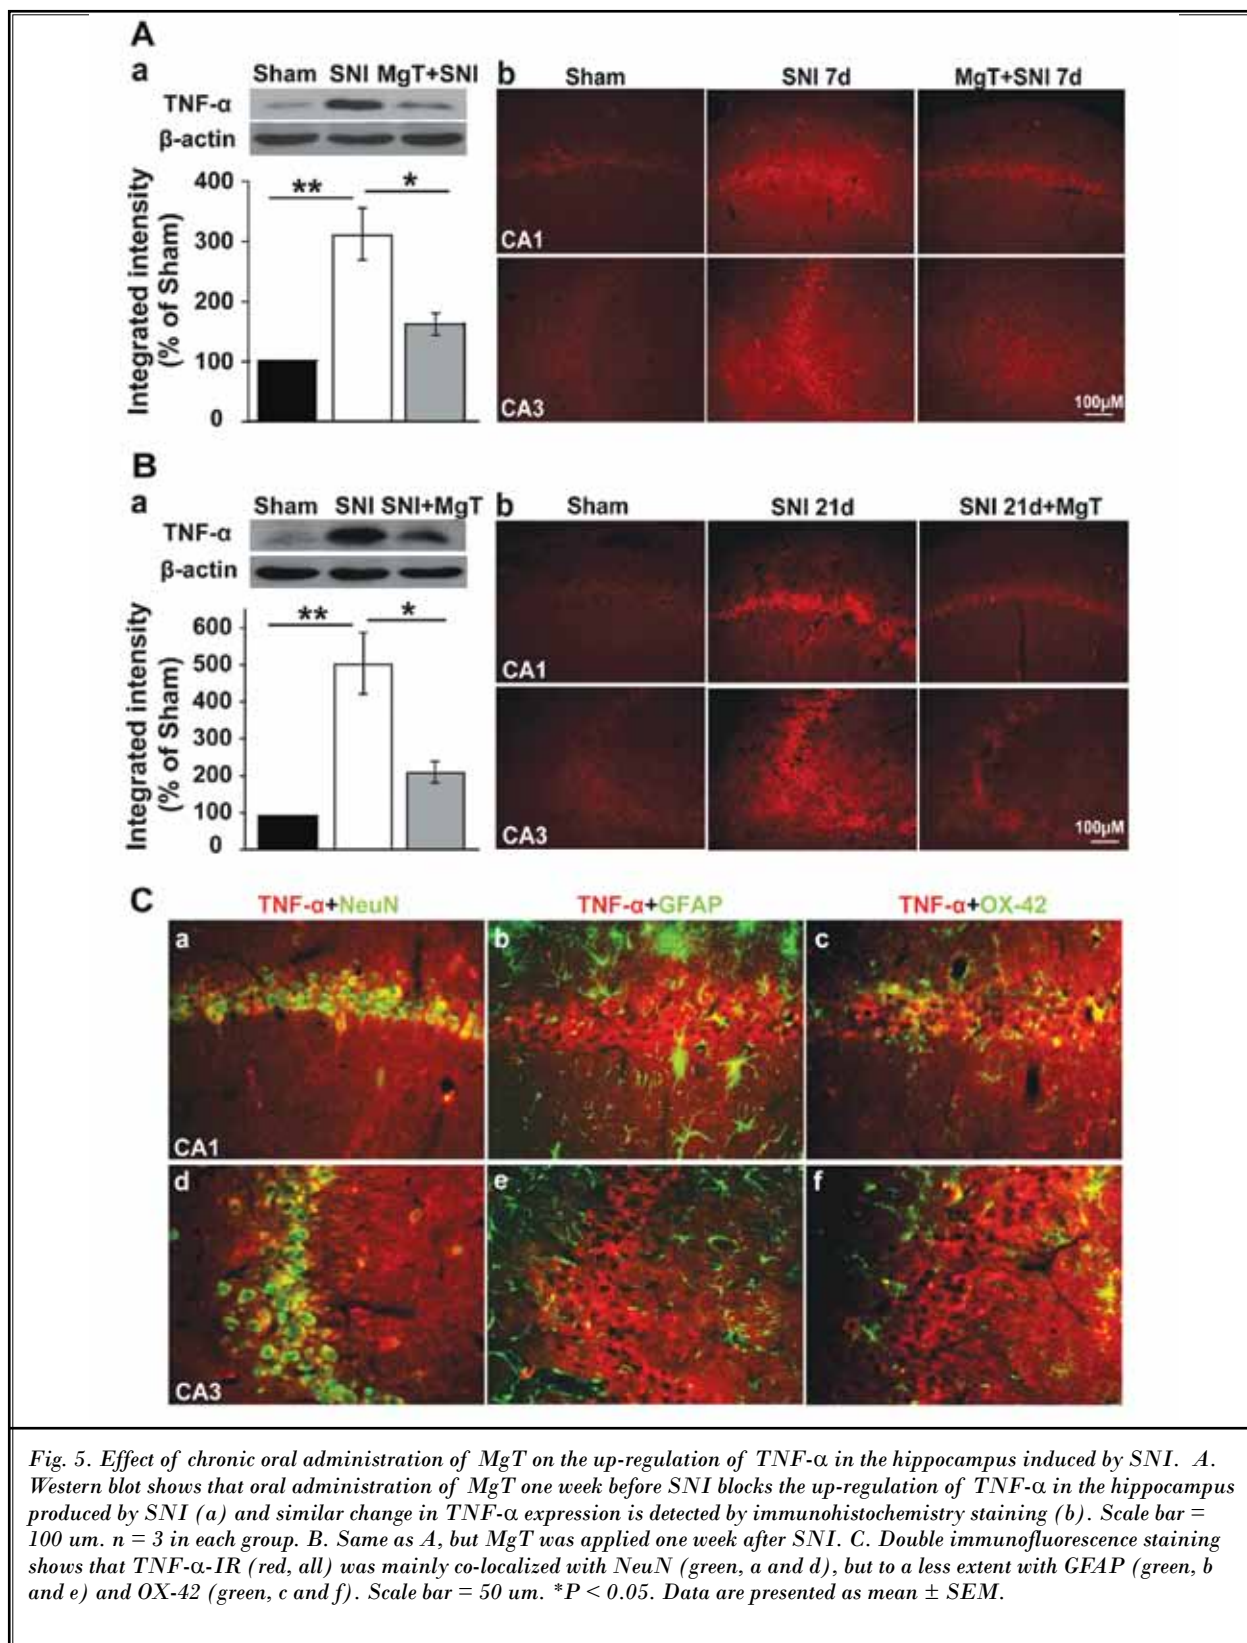 A
a
Sham SNI MgT+SNI
TNF-α
β-actin
Integrated intensity
(% of Sham)
400
300
200
100
0
** *
b
Sham SNI 7d MgT+SNI 7d
CA1
CA3
100µM
B
a
Sham SNI SNI+MgT
TNF-α
β-actin
Integrated intensity
(% of Sham)
600
500
400
300
200
100
0
** *
b
Sham SNI 21d SNI 21d+MgT
CA1
CA3
100µM
C
TNF-α+NeuN TNF-α+GFAP TNF-α+OX-42
a b c
CA1
d e f
CA3
Fig. 5. Effect of chronic oral administration of MgT on the up-regulation of TNF-α in the hippocampus induced by SNI. A.
Western blot shows that oral administration of MgT one week before SNI blocks the up-regulation of TNF-α in the hippocampus
produced by SNI (a) and similar change in TNF-α expression is detected by immunohistochemistry staining (b). Scale bar =
100 um. n = 3 in each group. B. Same as A, but MgT was applied one week after SNI. C. Double immunofluorescence staining
shows that TNF-α-IR (red, all) was mainly co-localized with NeuN (green, a and d), but to a less extent with GFAP (green, b
and e) and OX-42 (green, c and f). Scale bar = 50 um. *P < 0.05. Data are presented as mean ± SEM.